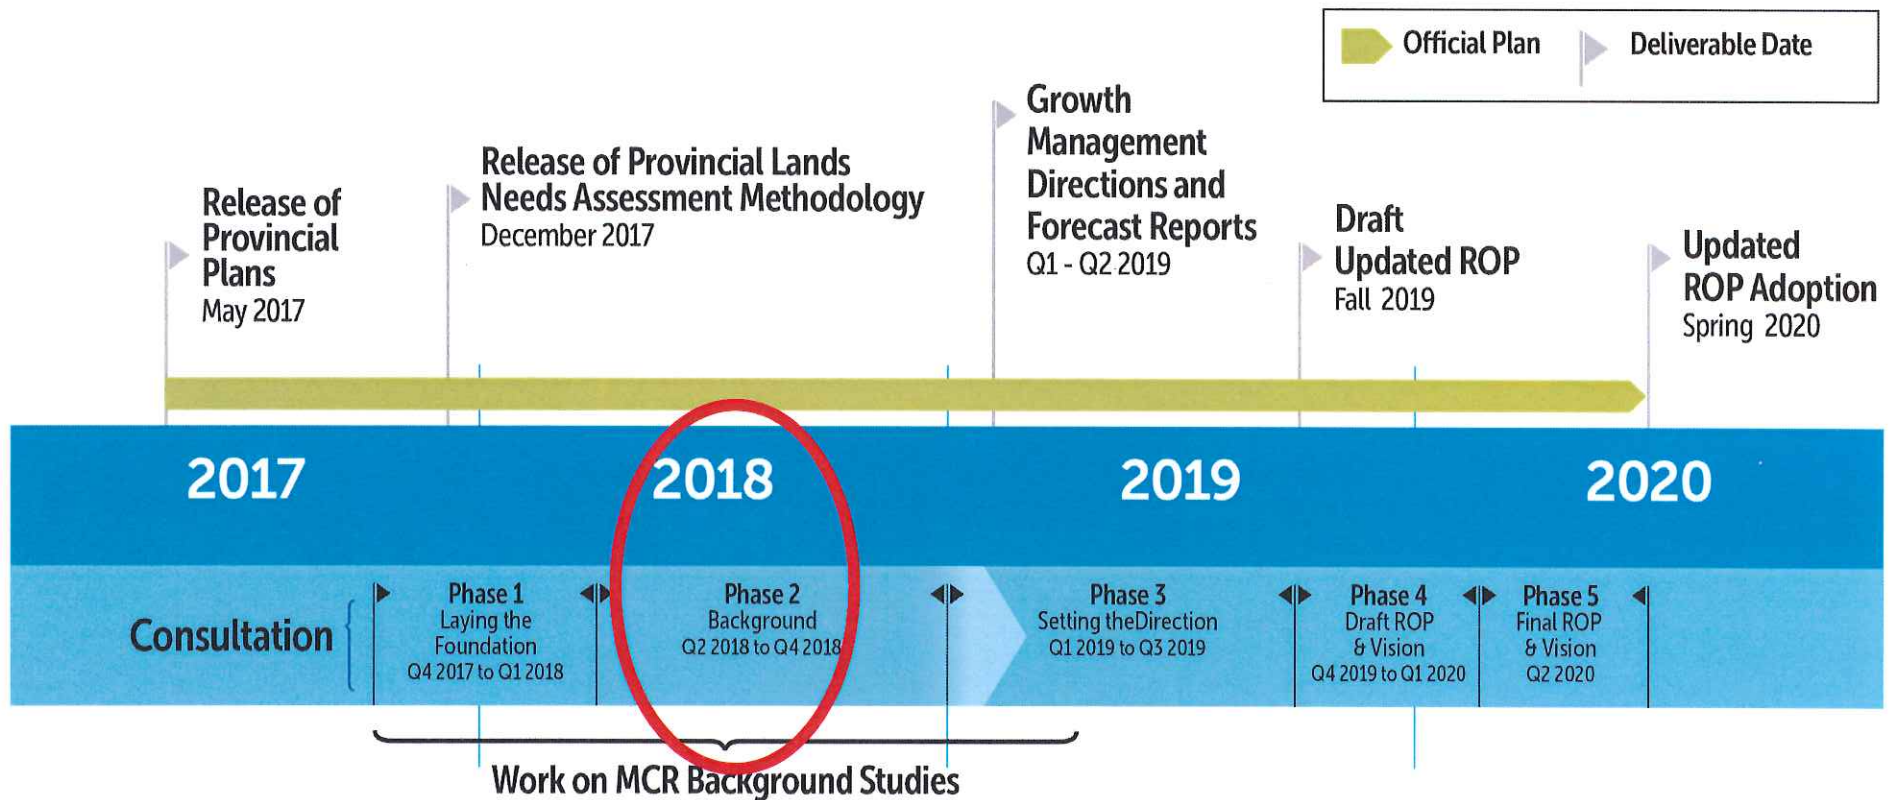 Official Plan
Deliverable Date
Release of
Provincial
Plans
May 2017
Release of Provincial Lands
Needs Assessment Methodology
December 2017
Growth
Management
Directions and
Forecast Reports
Q1 - Q2 2019
Draft
Updated ROP
Fall 2019
Updated
ROP Adoption
Spring 2020
2017
2018
2019
2020
Consultation
Phase 1
Laying the
Foundation
Q4 2017 to Q1 2018
Phase 2
Background
Q2 2018 to Q4 2018
Phase 3
Setting theDirection
Q1 2019 to Q3 2019
Phase 4
Draft ROP
& Vision
Q4 2019 to Q1 2020
Phase 5
Final ROP
& Vision
Q2 2020
Work on MCR Background Studies